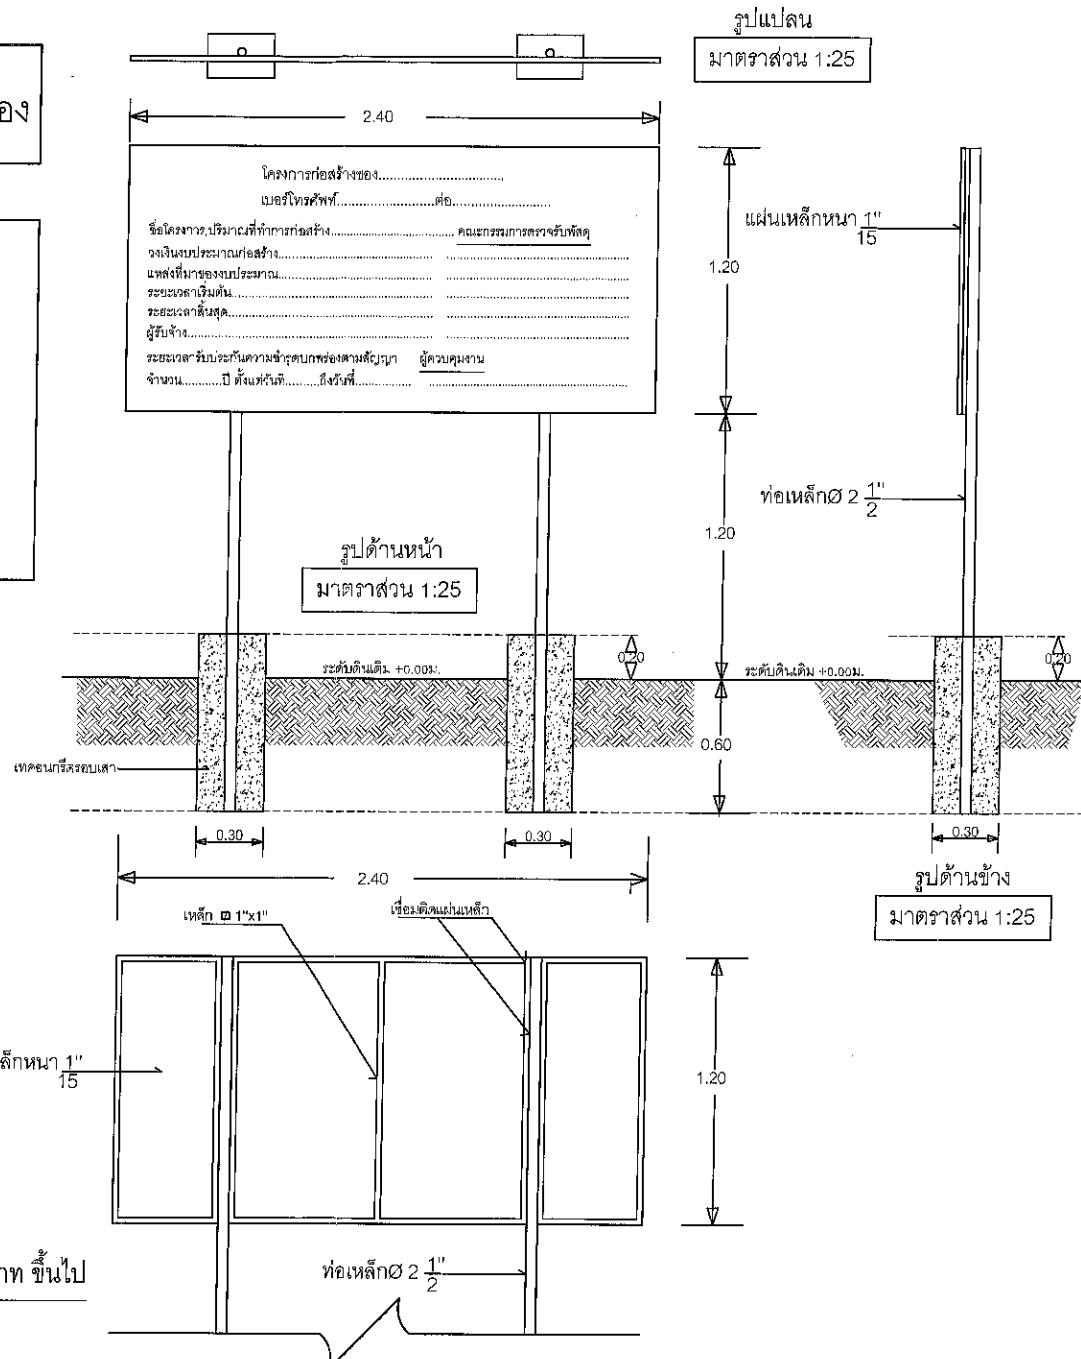 รูปแปลน
มาตราส่วน 1:25
อง
2.40
โครงการก่อสร้างของ..............................
เบอร์โทรศัพท์........................ต่อ........................
ชื่อโครงการ,ปริมาณที่ทำการก่อสร้าง.............................. คณะกรรมการตรวจรับพัสดุ
วงเงินงบประมาณก่อสร้าง.......................................
แหล่งที่มาของงบประมาณ.......................................
ระยะเวลาเริ่มต้น..................................................
ระยะเวลาสิ้นสุด..................................................
ผู้รับจ้าง............................................................
ระยะเวลารับประกันความชำรุดบกพร่องตามสัญญา ผู้ควบคุมงาน
จำนวน..........ปี ตั้งแต่วันที่.........ถึงวันที่..............
แผ่นเหล็กหนา 1"/15
1.20
ท่อเหล็กØ 2 1"/2
1.20
รูปด้านหน้า
มาตราส่วน 1:25
0.20
0.20
ระดับดินเดิม +0.00ม.
ระดับดินเดิม +0.00ม.
0.60
เทคอนกรีตรอบเสา
0.30
0.30
0.30
รูปด้านข้าง
มาตราส่วน 1:25
2.40
เหล็ก 1"x1"
เชื่อมติดแผ่นเหล็ก
ล็กหนา 1"/15
1.20
ท่อเหล็กØ 2 1"/2
าท ขึ้นไป